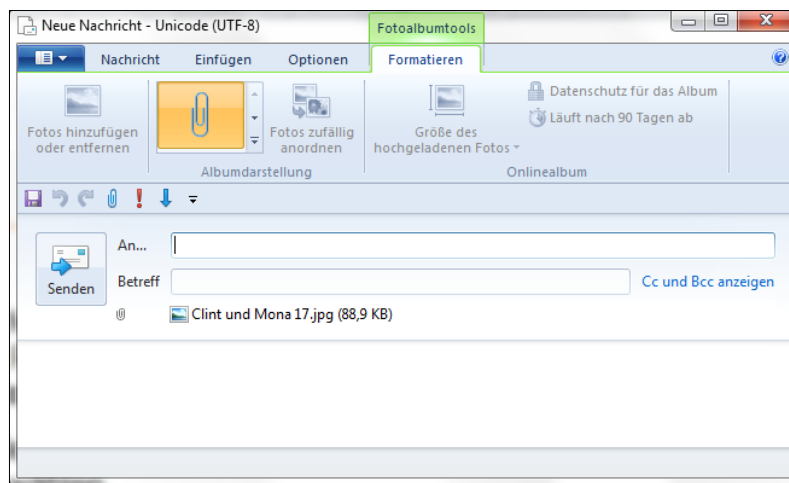 Neue Nachricht - Unicode (UTF-8)
Fotoalbumtools
Nachricht
Einfügen
Optionen
Formatieren
Fotos hinzufügen
oder entfernen
Fotos zufällig
anordnen
Albumdarstellung
Größe des
hochgeladenen Fotos
Datenschutz für das Album
Läuft nach 90 Tagen ab
Onlinealbum
Senden
An...
Betreff
Cc und Bcc anzeigen
Clint und Mona 17.jpg (88,9 KB)